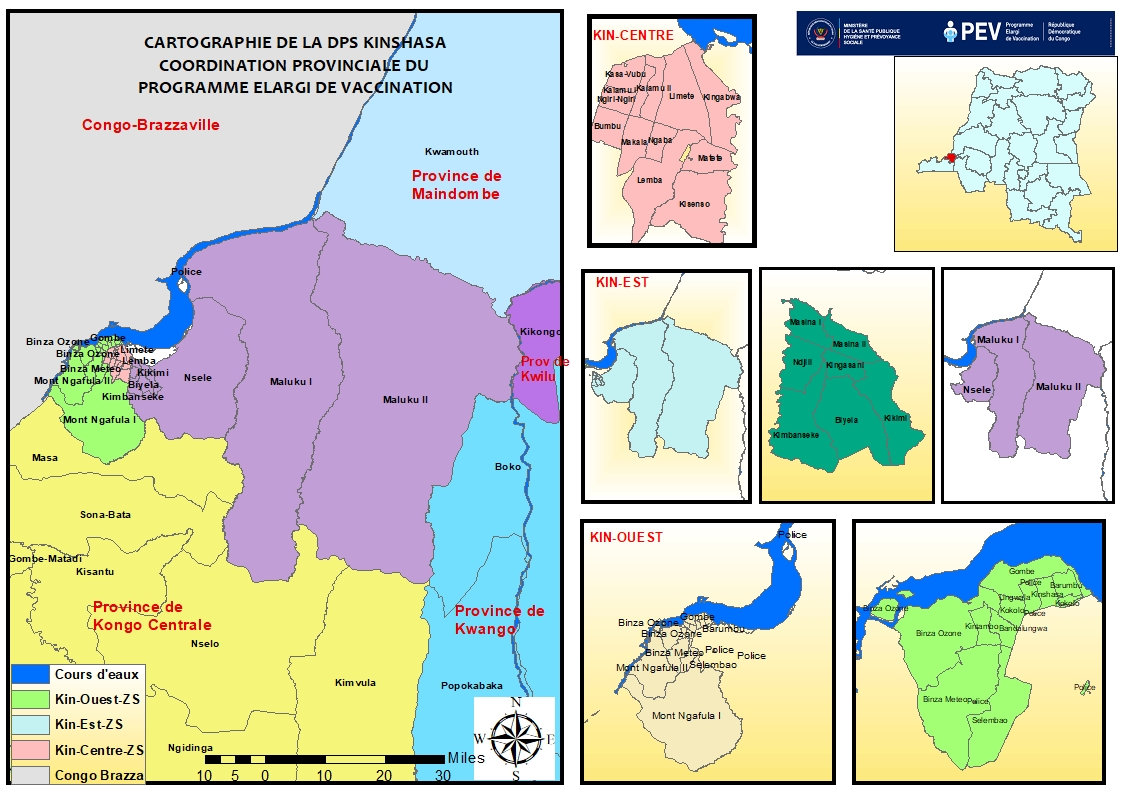 CARTOGRAPHIE DE LA DPS KINSHASA
COORDINATION PROVINCIALE DU
PROGRAMME ELARGI DE VACCINATION
Congo-Brazzaville
Kwamouth
Province de
Maindombe
Police
Gombe
Binza Ozone
Limete
Binza Ozone
Lemba
Binza Meteo
Kikimi
Mont Ngafula II
Biyela
Kimbanseke
Mont Ngafula I
Nsele
Maluku I
Maluku II
Kikongo
Prov de
Kwilu
Masa
Boko
Sona-Bata
Gombe-Matadi
Kisantu
Province de
Kongo Centrale
Province de
Kwango
Nselo
Kimvula
Popokabaka
Ngidinga
Cours d'eaux
Kin-Ouest-ZS
Kin-Est-ZS
Kin-Centre-ZS
Congo Brazza
Miles
10 5 0 10 20 30
N
W E
S
KIN-CENTRE
Kasa-Vubu
Kalamu I
Kalamu II
Ngiri-Ngiri
Limete
Kingabwa
Bumbu
Makala
Ngaba
Matete
Lemba
Kisenso
MINISTÈRE
DE LA SANTÉ PUBLIQUE
HYGIÈNE ET PRÉVOYANCE
SOCIALE
PEV
Programme
Elargi
de Vaccination
République
Démocratique
du Congo
KIN-EST
Masina I
Masina II
Ndjili
Kingasani
Biyela
Kikimi
Kimbanseke
Maluku I
Nsele
Maluku II
KIN-OUEST
Police
Gombe
Binza Ozone
Barumbu
Binza Ozone
Binza Meteo
Police
Police
Mont Ngafula II
Selembao
Mont Ngafula I
Gombe
Police
Barumbu
Lingwala
Kinshasa
Binza Ozone
Kokolo
Kokolo
Police
Binza Ozone
Kintambo
Bandalungwa
Police
Binza Meteo
Police
Selembao